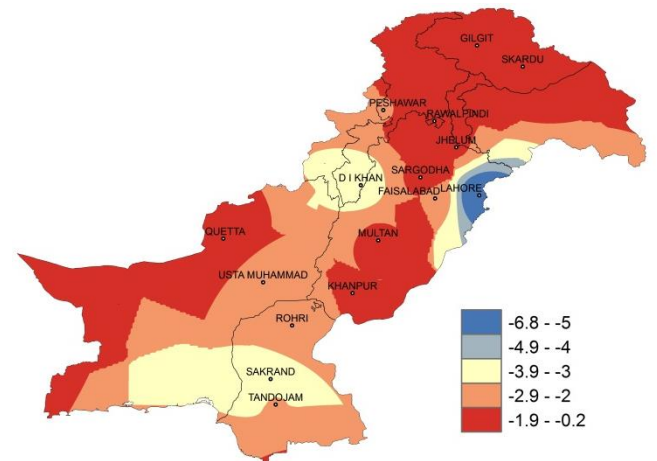 GILGIT
SKARDU
PESHAWAR
RAWALPINDI
JHELUM
SARGODHA
D I KHAN
FAISALABAD
LAHORE
QUETTA
MULTAN
USTA MUHAMMAD
KHANPUR
ROHRI
SAKRAND
TANDOJAM
-6.8 - -5
-4.9 - -4
-3.9 - -3
-2.9 - -2
-1.9 - -0.2